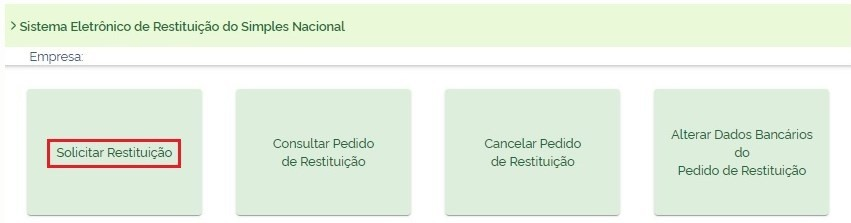 > Sistema Eletrônico de Restituição do Simples Nacional
Empresa:
Solicitar Restituição
Consultar Pedido
de Restituição
Cancelar Pedido
de Restituição
Alterar Dados Bancários
do
Pedido de Restituição